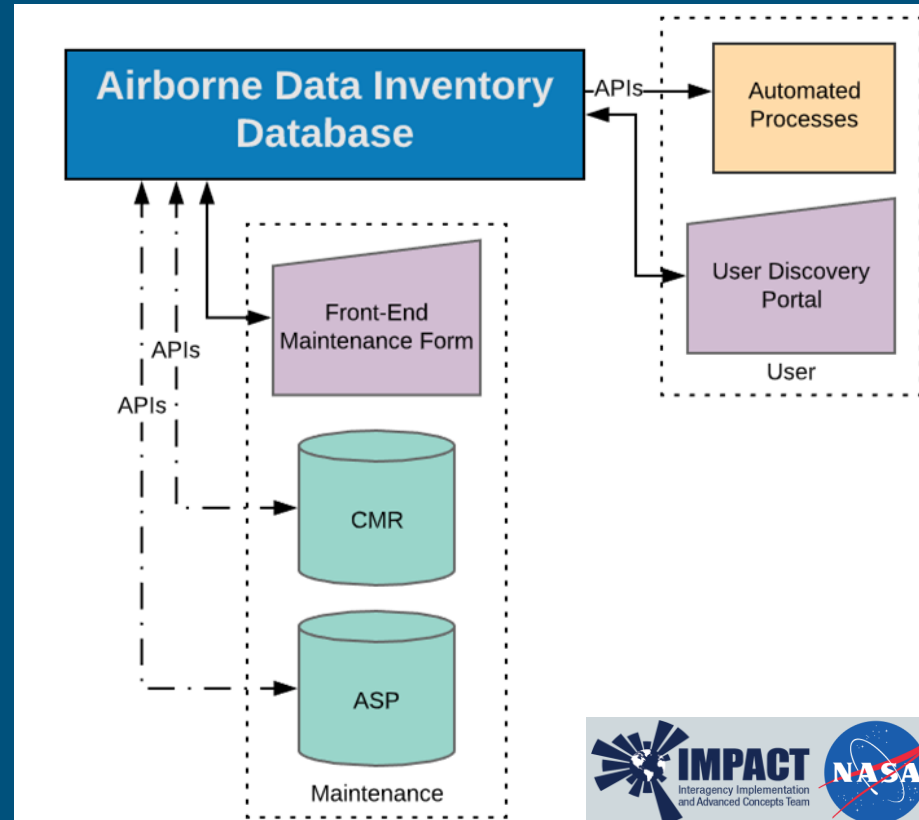 Airborne Data Inventory
Database
APIs
Automated
Processes
User Discovery
Portal
User
Front-End
Maintenance Form
APIs
APIs
CMR
ASP
Maintenance
IMPACT
Interagency Implementation
and Advanced Concepts Team
NASA